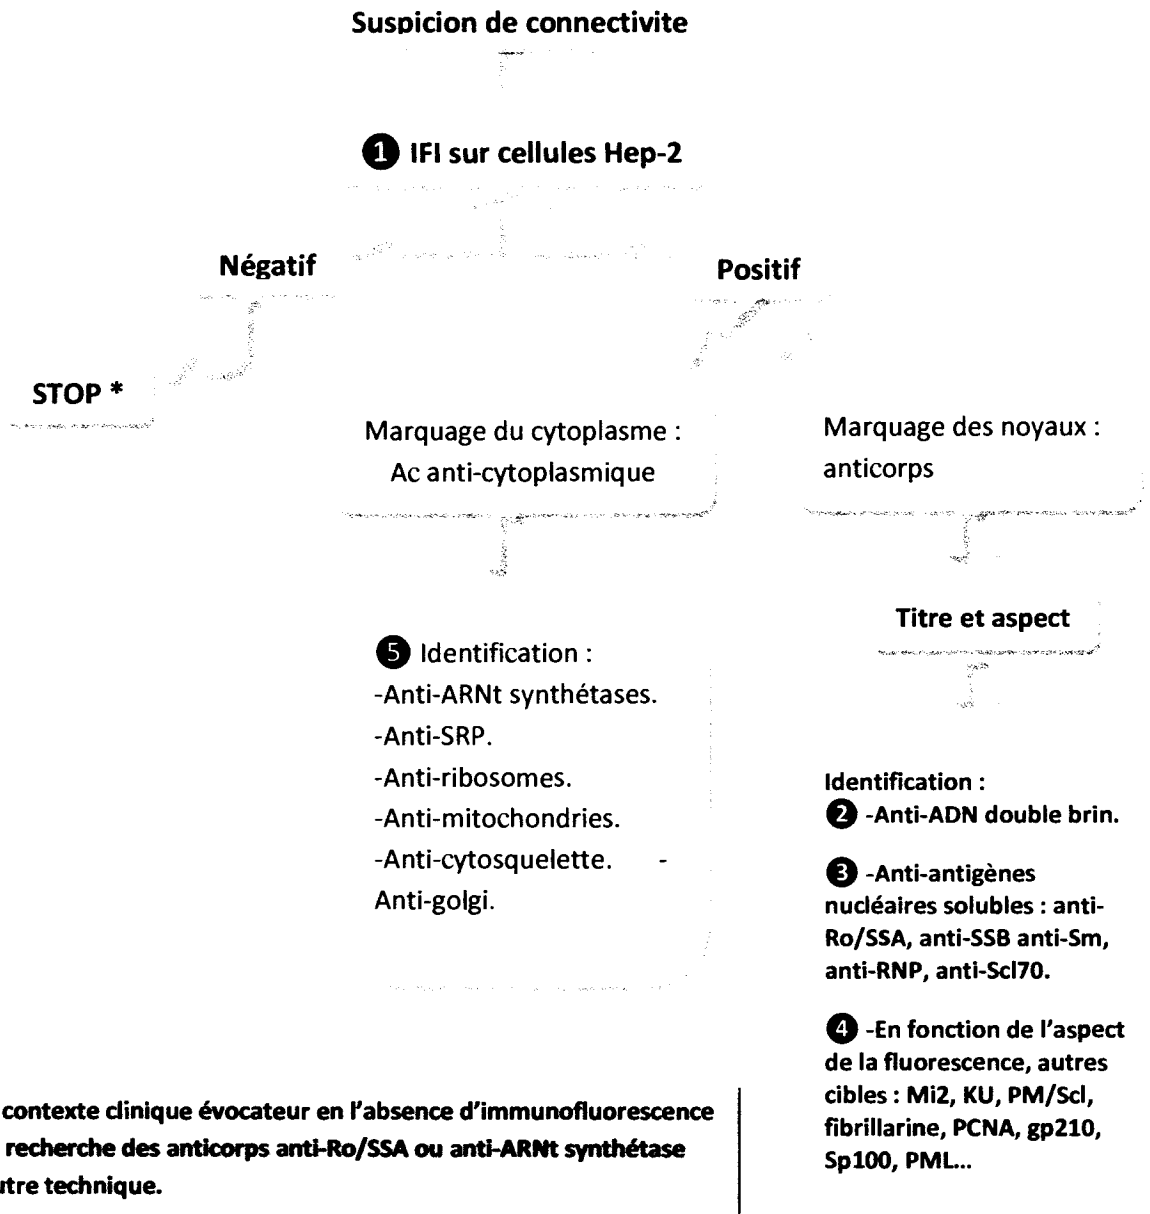 Suspicion de connectivite
❶ IFI sur cellules Hep-2
Négatif
Positif
STOP *
Marquage du cytoplasme :
Ac anti-cytoplasmique
Marquage des noyaux :
anticorps
Titre et aspect
❺ Identification :
-Anti-ARNt synthétases.
-Anti-SRP.
-Anti-ribosomes.
-Anti-mitochondries.
-Anti-cytosquelette. -
Anti-golgi.
Identification :
❷ -Anti-ADN double brin.
❸ -Anti-antigènes
nucléaires solubles : anti-
Ro/SSA, anti-SSB anti-Sm,
anti-RNP, anti-Scl70.
❹ -En fonction de l'aspect
de la fluorescence, autres
cibles : Mi2, KU, PM/Scl,
fibrillarine, PCNA, gp210,
Sp100, PML...
contexte clinique évocateur en l'absence d'immunofluorescence
recherche des anticorps anti-Ro/SSA ou anti-ARNt synthétase
tre technique.